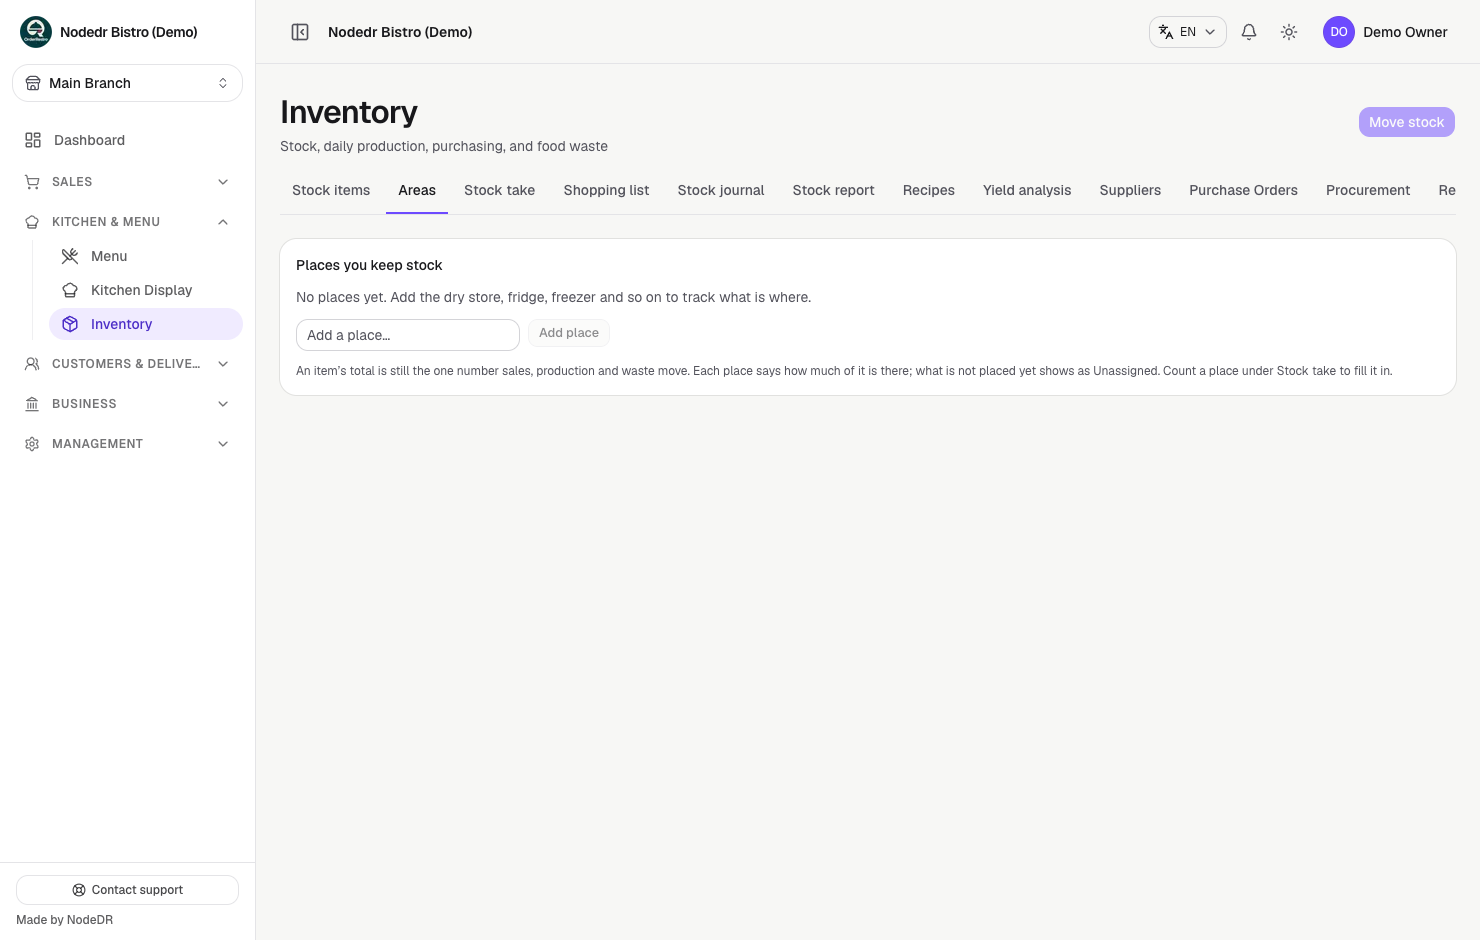 Nodedr Bistro (Demo)
Main Branch
Dashboard
SALES
KITCHEN & MENU
Menu
Kitchen Display
Inventory
CUSTOMERS & DELIVE…
BUSINESS
MANAGEMENT
Contact support
Made by NodeDR
Nodedr Bistro (Demo)
EN
DO
Demo Owner
Inventory
Stock, daily production, purchasing, and food waste
Move stock
Stock items Areas Stock take Shopping list Stock journal Stock report Recipes Yield analysis Suppliers Purchase Orders Procurement Re
Places you keep stock
No places yet. Add the dry store, fridge, freezer and so on to track what is where.
Add a place…
Add place
An item’s total is still the one number sales, production and waste move. Each place says how much of it is there; what is not placed yet shows as Unassigned. Count a place under Stock take to fill it in.